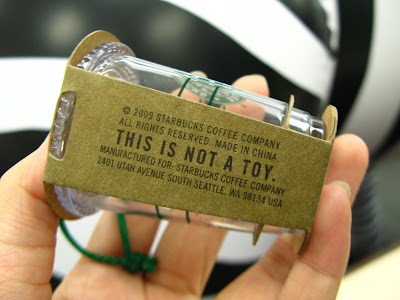 © 2009 STARBUCKS COFFEE COMPANY
ALL RIGHTS RESERVED. MADE IN CHINA
THIS IS NOT A TOY.
MANUFACTURED FOR: STARBUCKS COFFEE COMPANY
2401 UTAH AVENUE SOUTH SEATTLE, WA 98134 USA